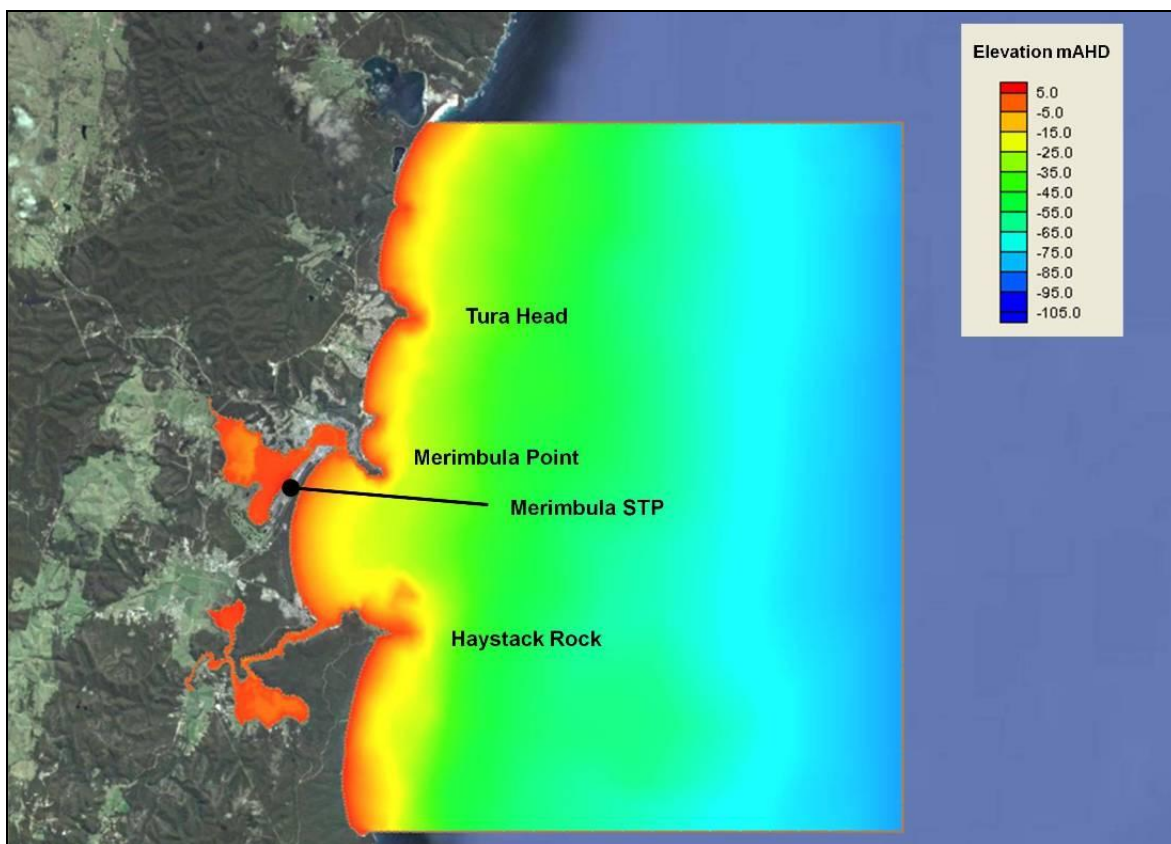 Elevation mAHD
5.0
-5.0
-15.0
-25.0
-35.0
-45.0
-55.0
-65.0
-75.0
-85.0
-95.0
-105.0
Tura Head
Merimbula Point
Merimbula STP
Haystack Rock